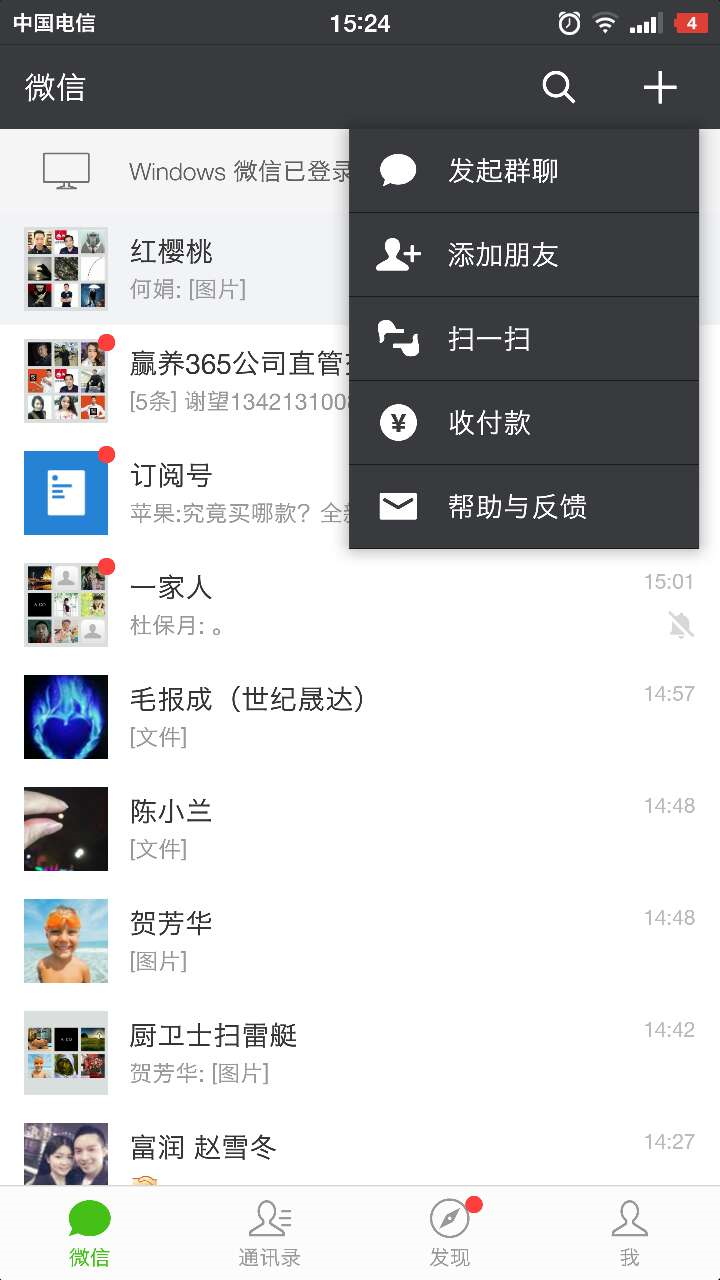 中国电信
15:24
4
微信
Windows 微信已登录
发起群聊
添加朋友
扫一扫
收付款
帮助与反馈
红樱桃
何娟: [图片]
赢养365公司直管
[5条] 谢望134213100
订阅号
苹果:究竟买哪款？全
一家人
15:01
杜保月: 。
毛报成（世纪晟达）
14:57
[文件]
陈小兰
14:48
[文件]
贺芳华
14:48
[图片]
厨卫士扫雷艇
14:42
贺芳华: [图片]
富润 赵雪冬
14:27
微信
通讯录
发现
我